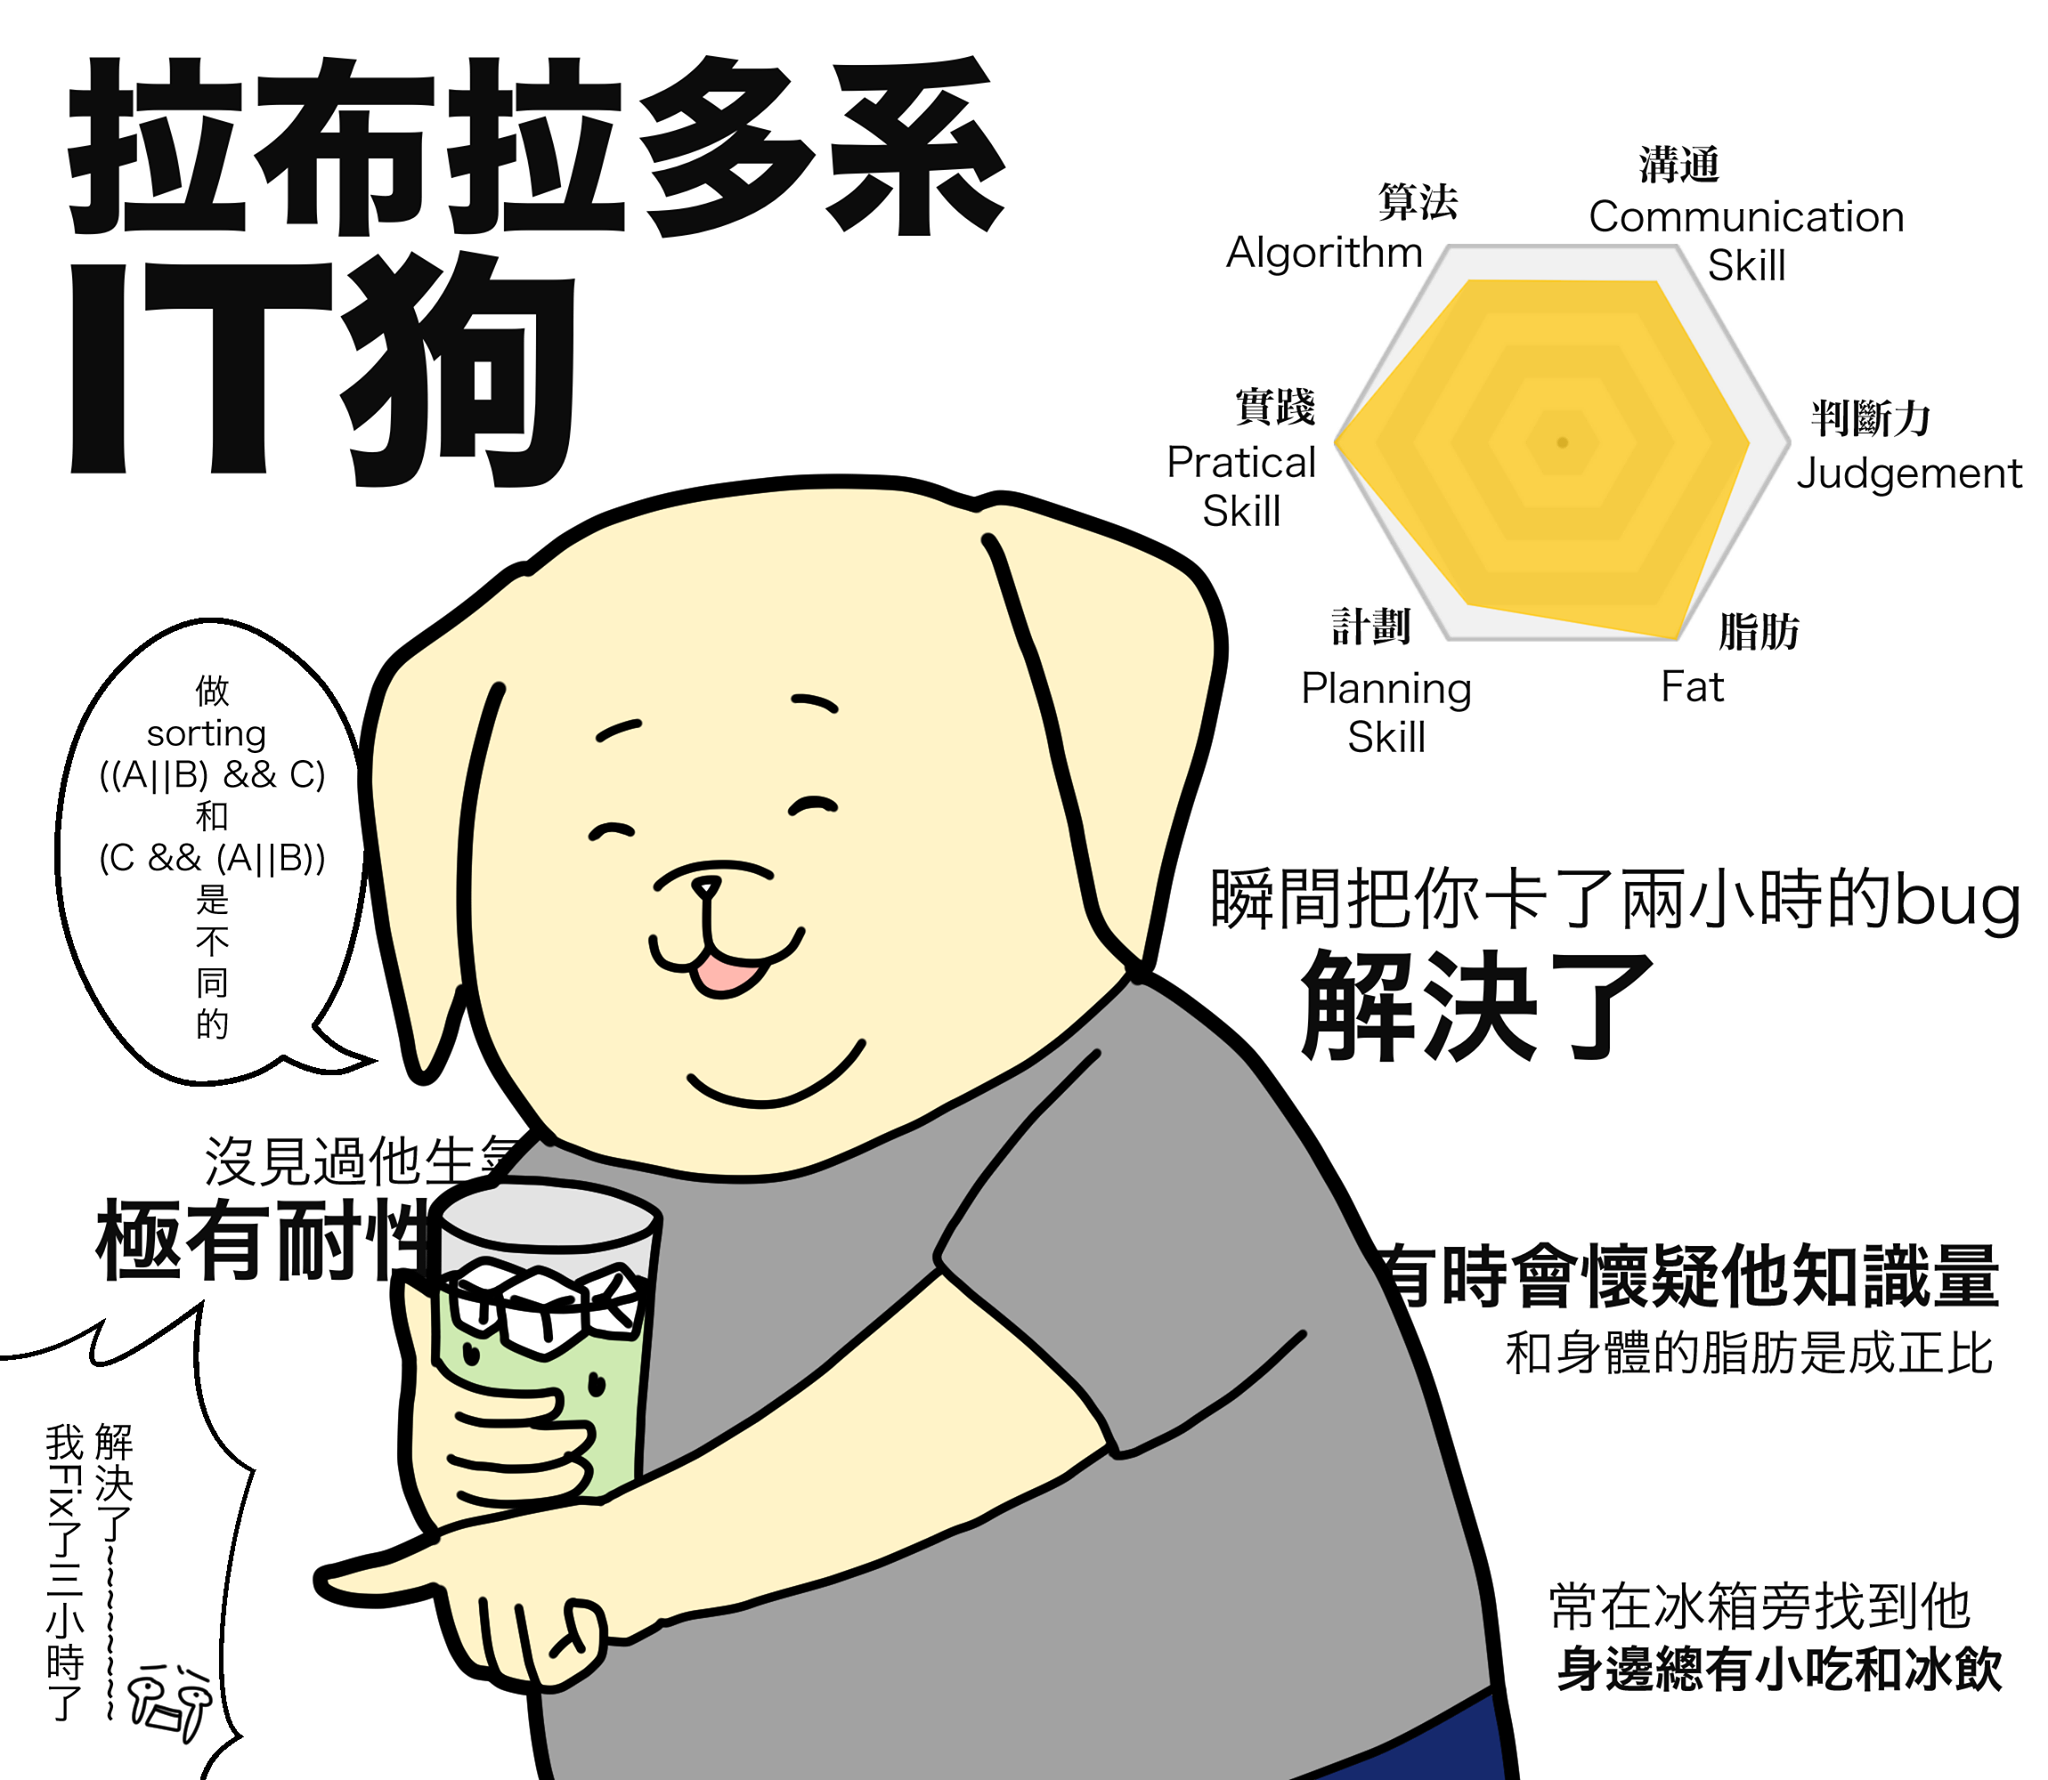 拉布拉多系
IT狗
算法
Algorithm
溝通
Communication
Skill
實踐
Pratical
Skill
判斷力
Judgement
計劃
Planning
Skill
脂肪
Fat
做
sorting
((A||B) && C)
和
(C && (A||B))
是
不
同
的
瞬間把你卡了兩小時的bug
解決了
沒見過他生氣
極有耐性
有時會懷疑他知識量
和身體的脂肪是成正比
解決了~~~~~~~~
我Fix了三小時了
常在冰箱旁找到他
身邊總有小吃和冰飲